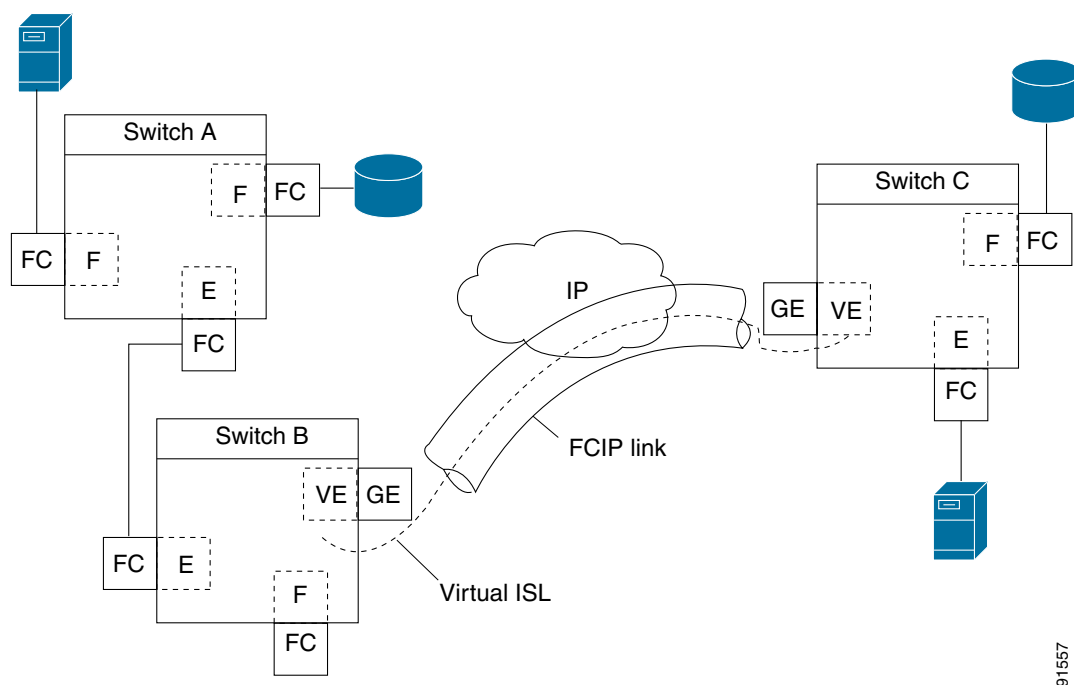 Switch A
F
FC
FC
F
E
FC
Switch B
VE
GE
FC
E
F
FC
IP
FCIP link
Virtual ISL
Switch C
F
FC
GE
VE
E
FC
91557